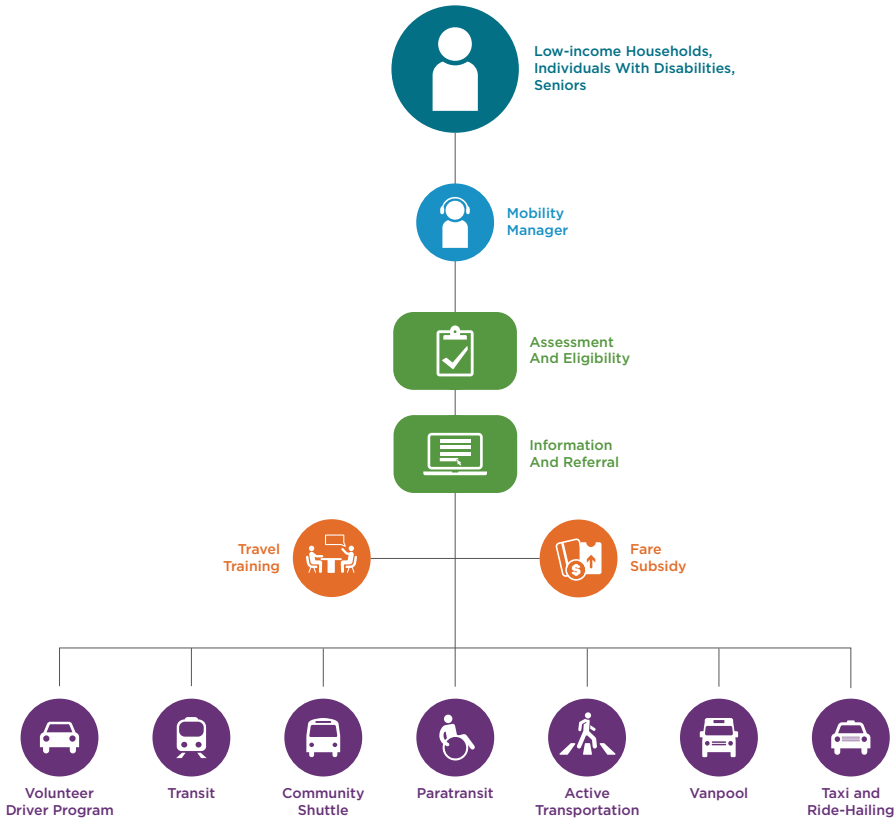 Low-income Households,
Individuals With Disabilities,
Seniors
Mobility
Manager
Assessment
And Eligibility
Information
And Referral
Travel
Training
Fare
Subsidy
$
Volunteer
Driver Program
Transit
Community
Shuttle
Paratransit
Active
Transportation
Vanpool
Taxi and
Ride-Hailing